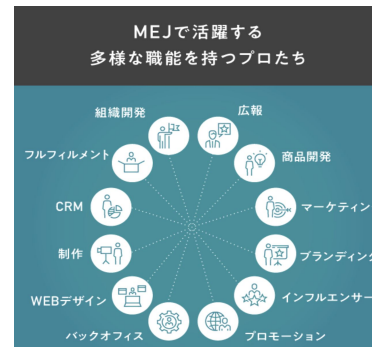 MEJで活躍する
多様な職能を持つプロたち
組織開発
広報
フルフィルメント
商品開発
CRM
マーケティン
制作
ブランディング
WEBデザイン
インフルエンサー
バックオフィス
プロモーション